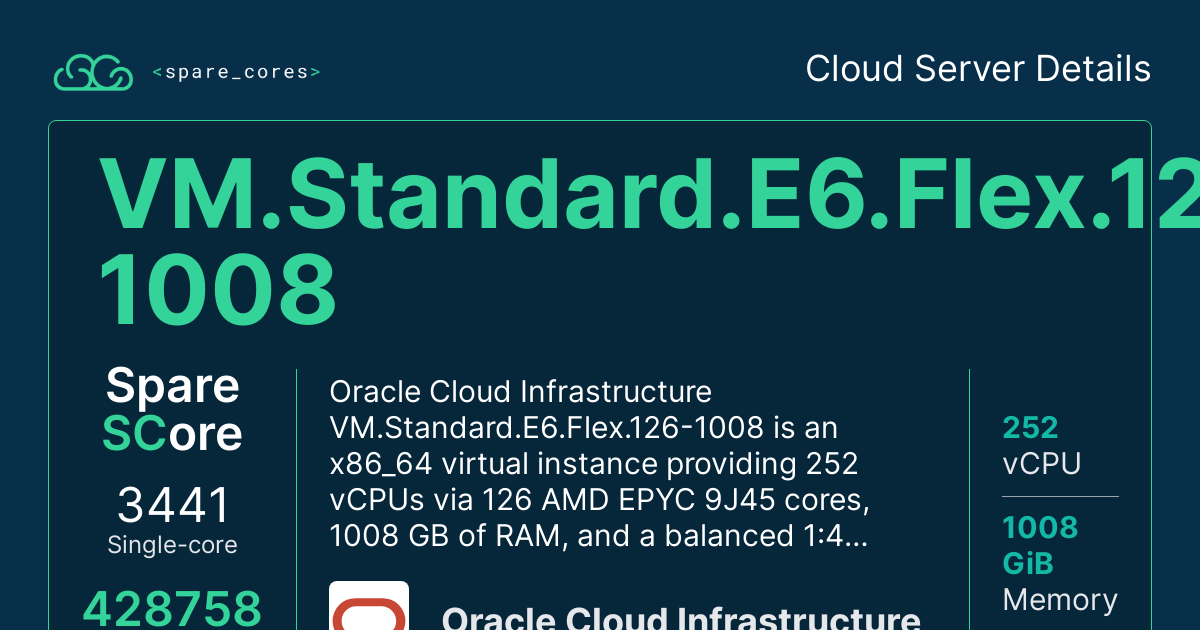 <spare_cores>
Cloud Server Details
VM.Standard.E6.Flex.12
1008
Spare
SCore
3441
Single-core
428758
Oracle Cloud Infrastructure
VM.Standard.E6.Flex.126-1008 is an
x86_64 virtual instance providing 252
vCPUs via 126 AMD EPYC 9J45 cores,
1008 GB of RAM, and a balanced 1:4...
Oracle Cloud Infrastructure
252
vCPU
1008
GiB
Memory